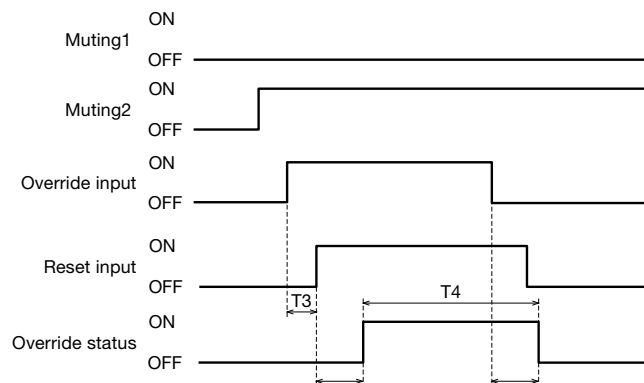 ON
Muting1
OFF
ON
Muting2
OFF
ON
Override input
OFF
ON
Reset input
OFF
T3
T4
ON
Override status
OFF